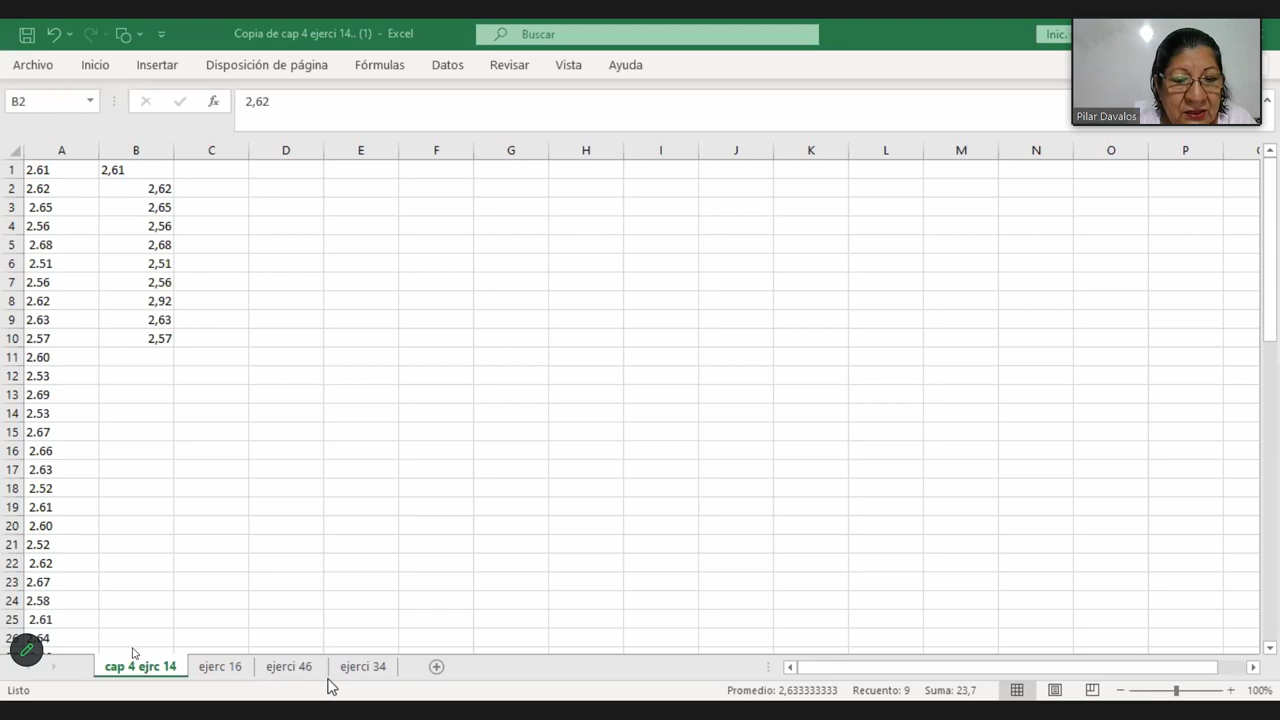 Copia de cap 4 ejerci 14.. (1) - Excel
Buscar
Inic.
Archivo Inicio Insertar Disposición de página Fórmulas Datos Revisar Vista Ayuda
B2 fx 2,62
Pilar Davalos
A B C D E F G H I J K L M N O P
1 2.61 2,61
2 2.62 2,62
3 2.65 2,65
4 2.56 2,56
5 2.68 2,68
6 2.51 2,51
7 2.56 2,56
8 2.62 2,92
9 2.63 2,63
10 2.57 2,57
11 2.60
12 2.53
13 2.69
14 2.53
15 2.67
16 2.66
17 2.63
18 2.52
19 2.61
20 2.60
21 2.52
22 2.62
23 2.67
24 2.58
25 2.61
cap 4 ejrc 14 ejerc 16 ejerci 46 ejerci 34
Listo Promedio: 2,633333333 Recuento: 9 Suma: 23,7 100%